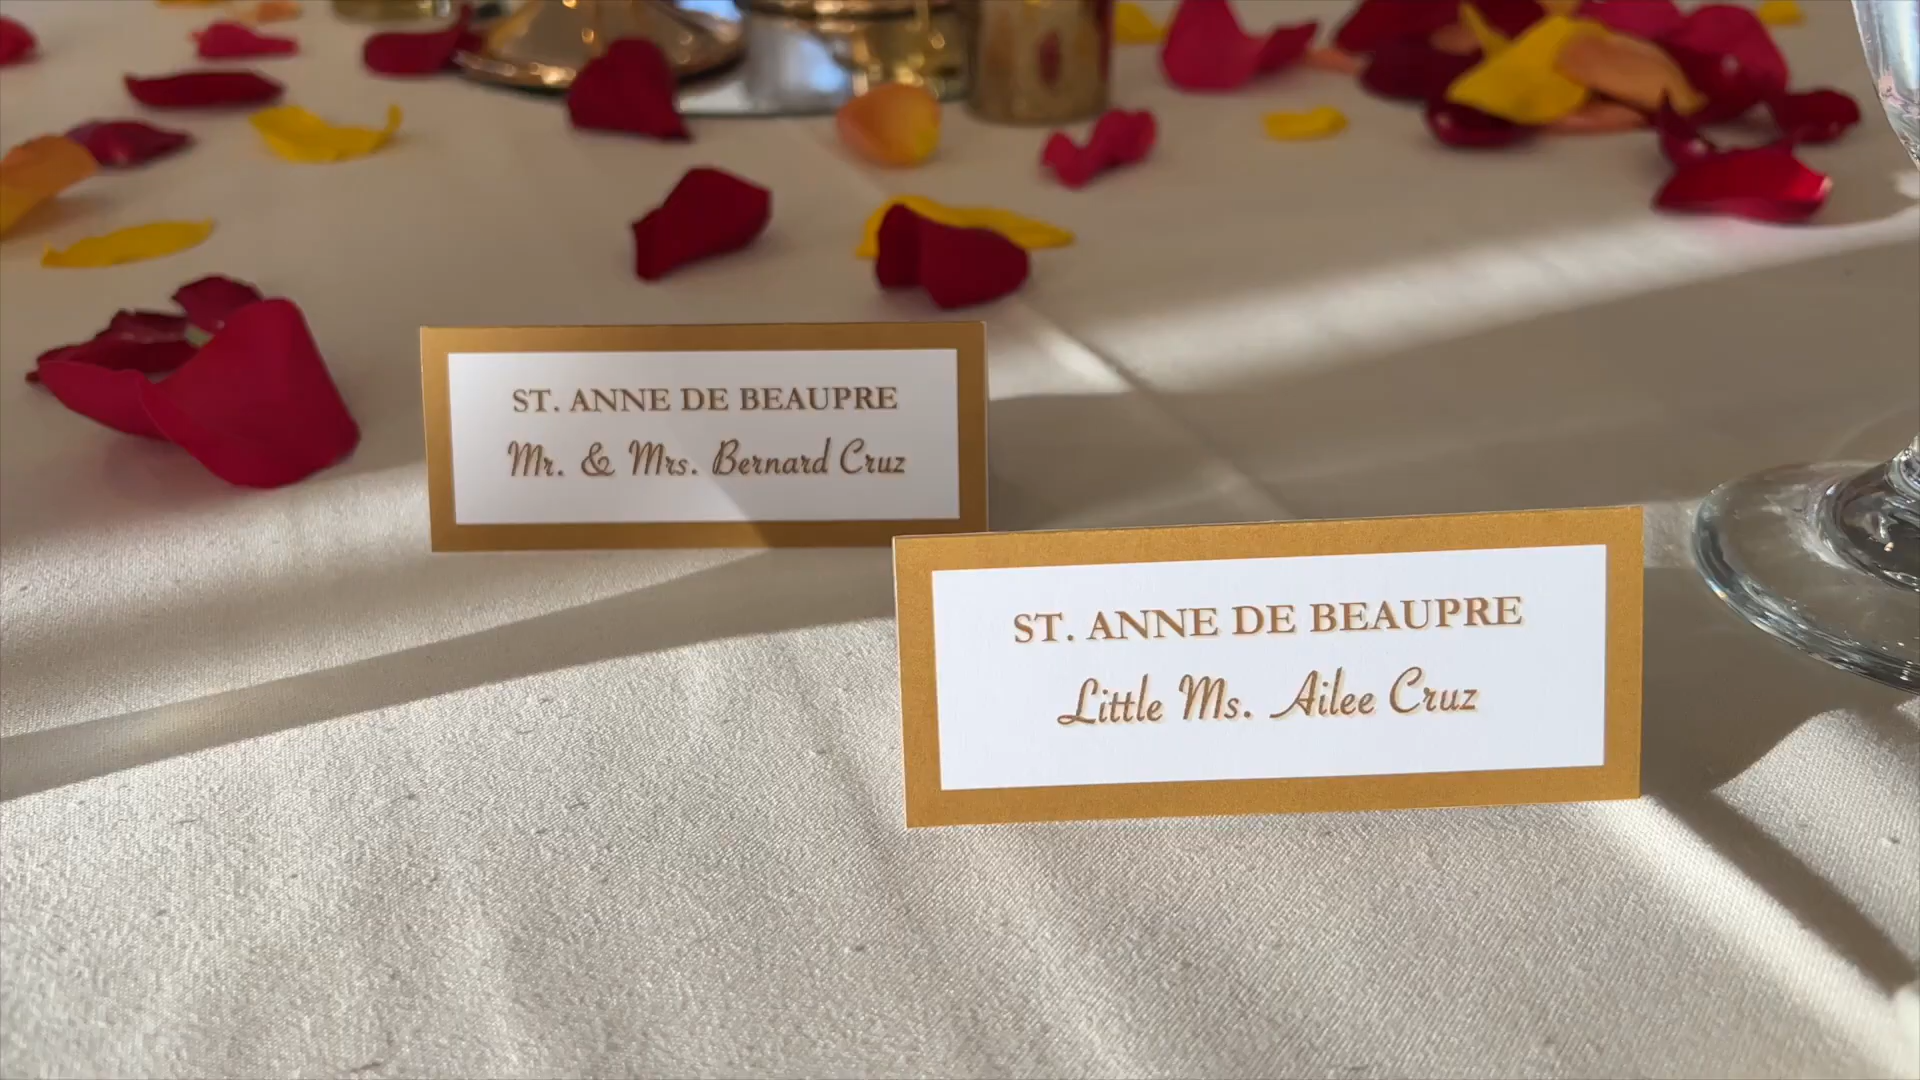 ST. ANNE DE BEAUPRE
Mr. & Mrs. Bernard Cruz
ST. ANNE DE BEAUPRE
Little Ms. Ailee Cruz